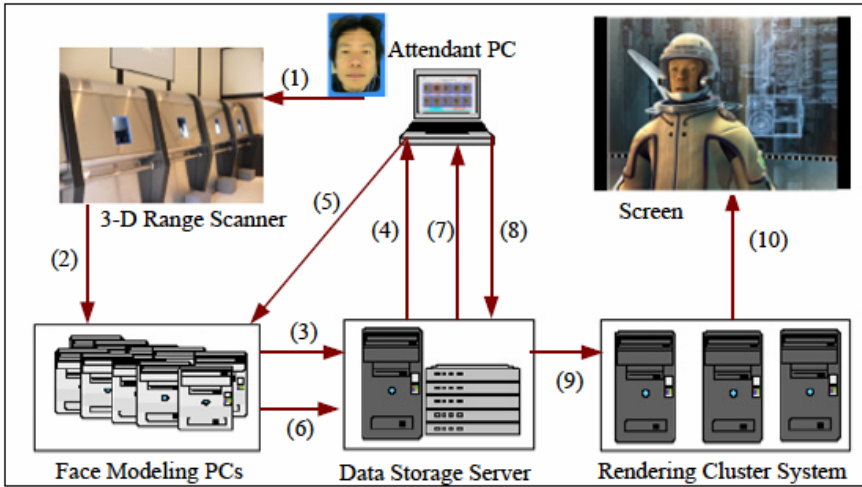 Attendant PC
(1)
3-D Range Scanner
Screen
(2)
(5)
(4)
(7)
(8)
(10)
(3)
(6)
(9)
Face Modeling PCs
Data Storage Server
Rendering Cluster System